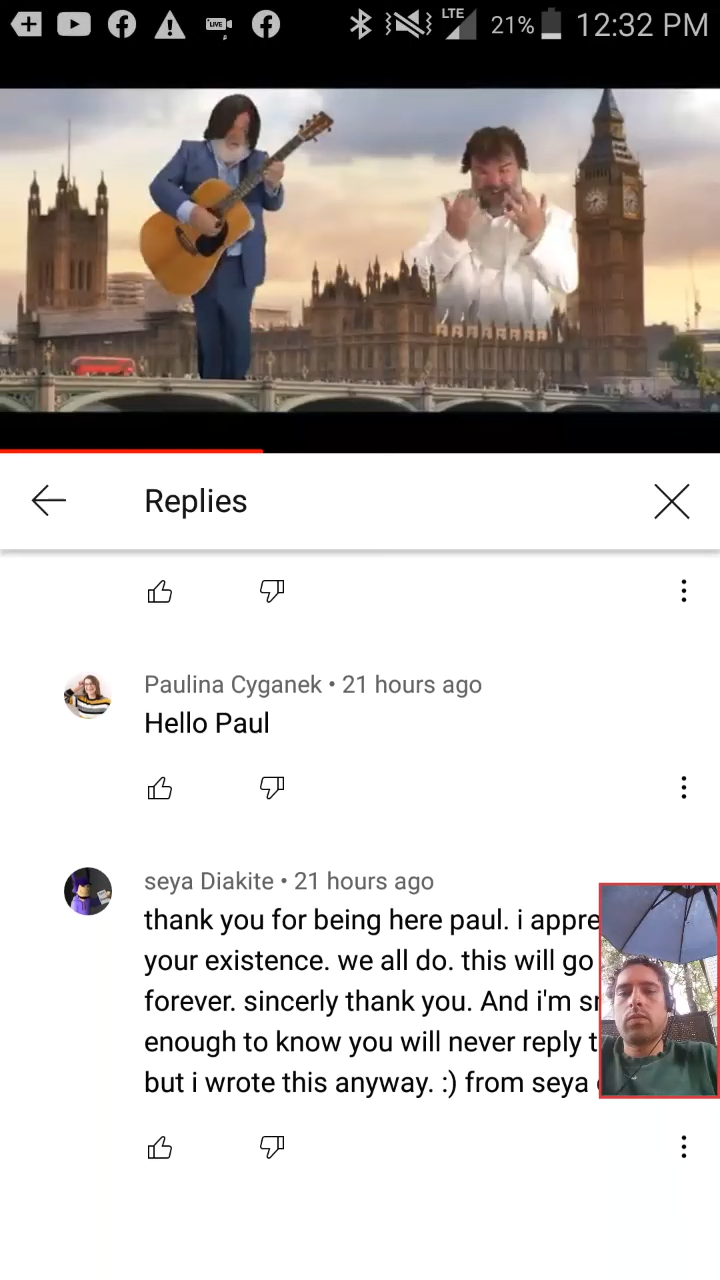 LIVE
LTE
21%
12:32 PM
Replies
Paulina Cyganek • 21 hours ago
Hello Paul
seya Diakite • 21 hours ago
thank you for being here paul. i appre
your existence. we all do. this will go
forever. sincerly thank you. And i'm
enough to know you will never reply
but i wrote this anyway. :) from seya